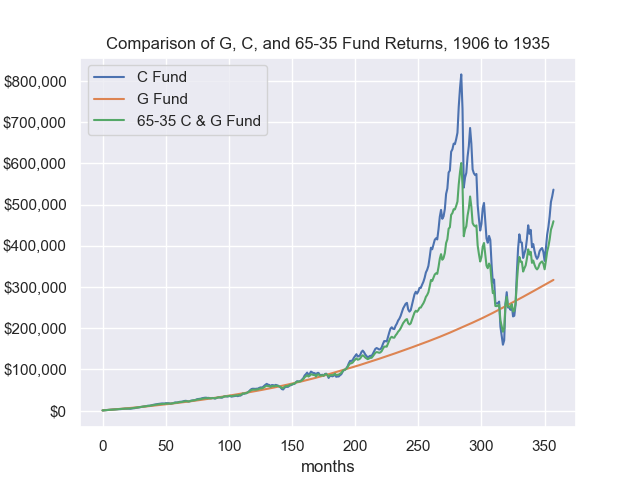 Comparison of G, C, and 65-35 Fund Returns, 1906 to 1935
C Fund
G Fund
65-35 C & G Fund
$800,000
$700,000
$600,000
$500,000
$400,000
$300,000
$200,000
$100,000
$0
0 50 100 150 200 250 300 350
months